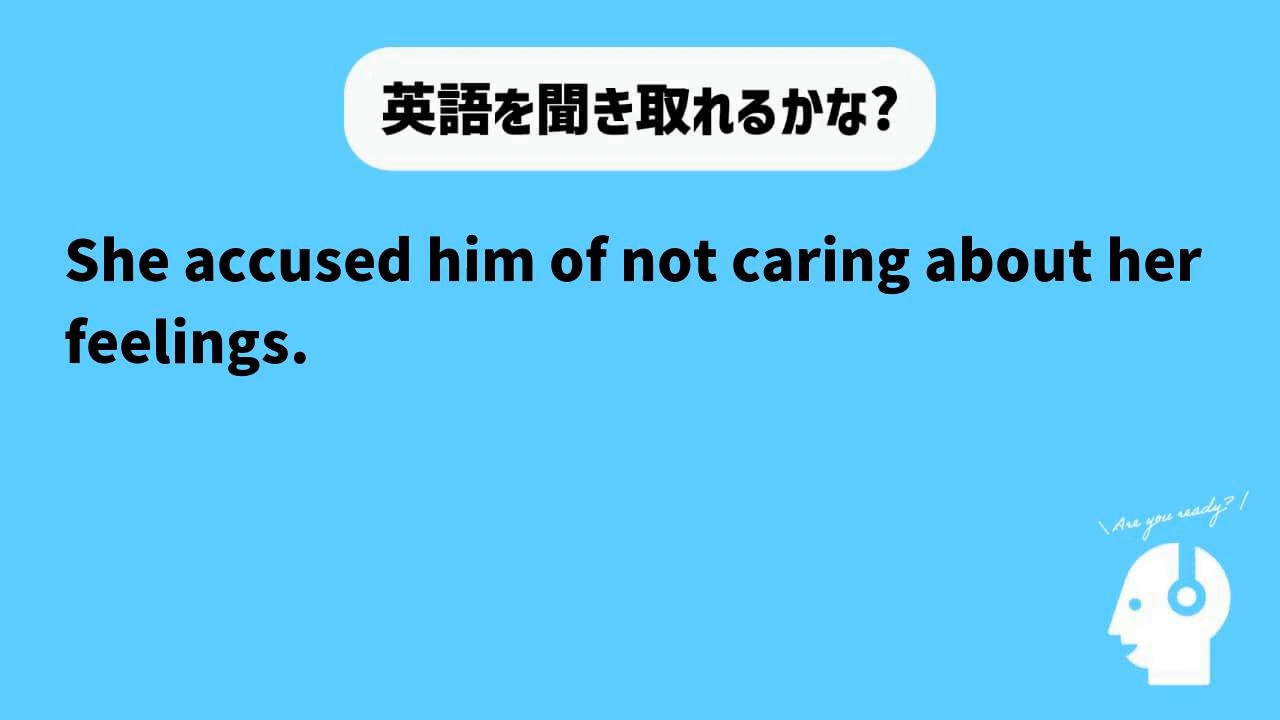 英語を聞き取れるかな?
She accused him of not caring about her
feelings.
\ Are you ready? /